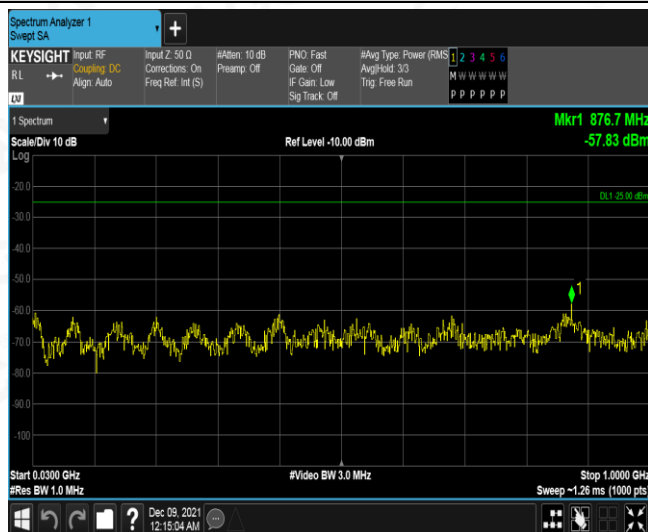 Spectrum Analyzer 1
Swept SA
+
KEYSIGHT Input: RF Input Z: 50 Ω #Atten: 10 dB PNO: Fast #Avg Type: Power (RMS 1 2 3 4 5 6
RL Coupling: DC Corrections: On Preamp: Off Gate: Off Avg|Hold: 3/3 M W W W W W
Align: Auto Freq Ref: Int (S) IF Gain: Low Trig: Free Run
LXI Sig Track: Off P P P P P P
1 Spectrum Mkr1 876.7 MHz
Scale/Div 10 dB Ref Level -10.00 dBm -57.83 dBm
Log
-20.0
DL1 -25.00 dBm
-30.0
-40.0
-50.0
1
-60.0
-70.0
-80.0
-90.0
-100
Start 0.0300 GHz #Video BW 3.0 MHz Stop 1.0000 GHz
#Res BW 1.0 MHz Sweep ~1.26 ms (1000 pts)
? Dec 09, 2021
12:15:04 AM